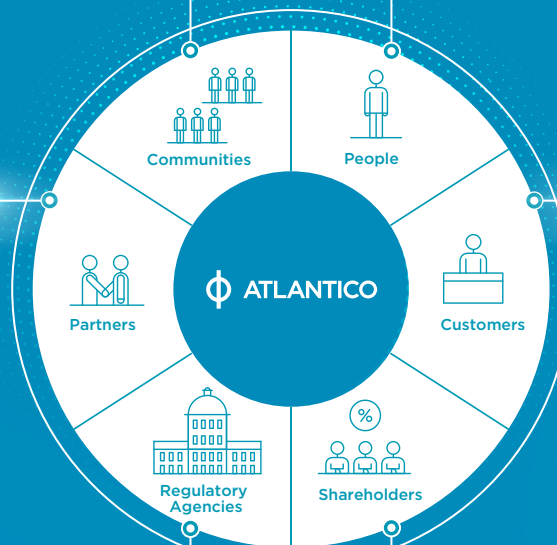 Communities
People
Partners
ATLANTICO
Customers
%
Regulatory
Agencies
Shareholders